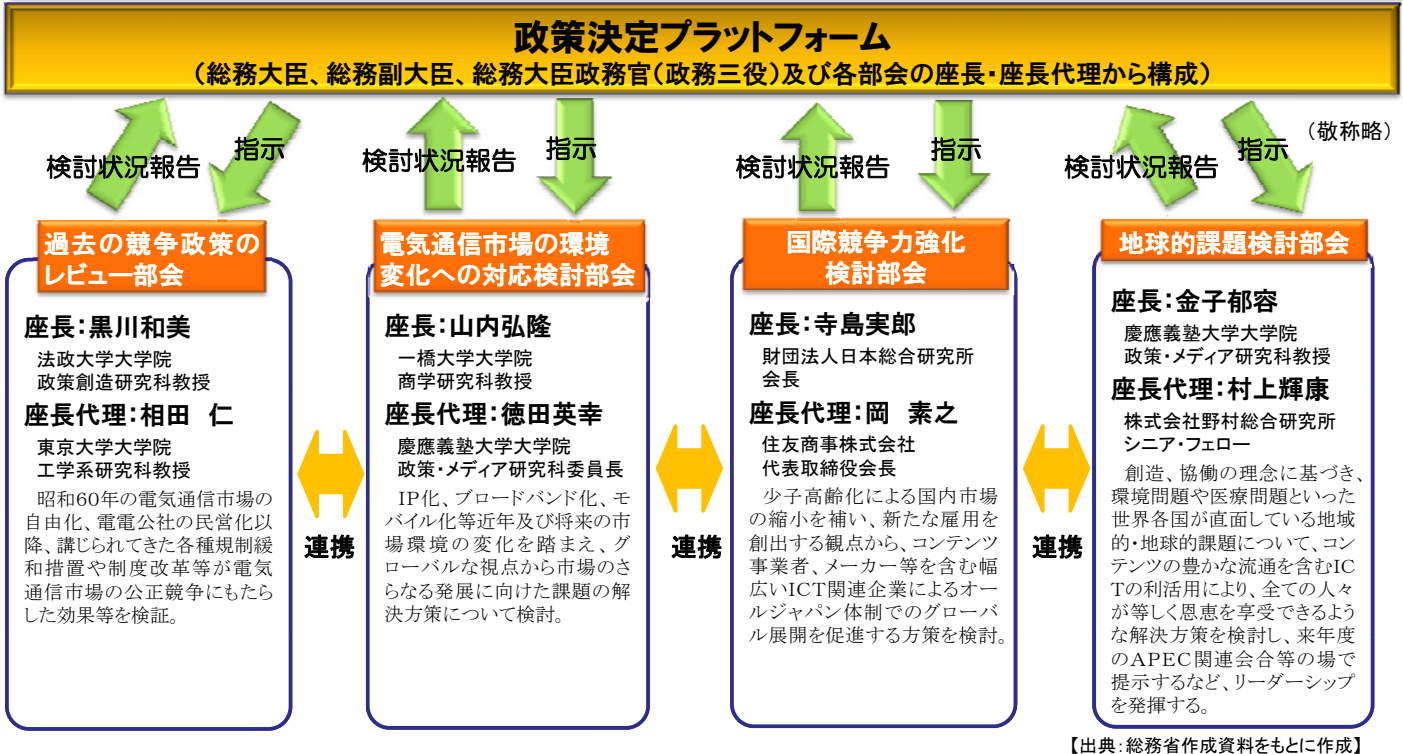 政策決定プラットフォーム
（総務大臣、総務副大臣、総務大臣政務官（政務三役）及び各部会の座長・座長代理から構成）
（敬称略）
検討状況報告
指示
検討状況報告
指示
検討状況報告
指示
検討状況報告
指示
過去の競争政策の
レビュー部会
座長：黒川和美
法政大学大学院
政策創造研究科教授
座長代理：相田　仁
東京大学大学院
工学系研究科教授
昭和60年の電気通信市場の
自由化、電電公社の民営化以
降、講じられてきた各種規制緩
和措置や制度改革等が電気
通信市場の公正競争にもたら
した効果等を検証。
連携
電気通信市場の環境
変化への対応検討部会
座長：山内弘隆
一橋大学大学院
商学研究科教授
座長代理：徳田英幸
慶應義塾大学大学院
政策・メディア研究科委員長
IP化、ブロードバンド化、モ
バイル化等近年及び将来の市
場環境の変化を踏まえ、グ
ローバルな視点から市場のさ
らなる発展に向けた課題の解
決方策について検討。
連携
国際競争力強化
検討部会
座長：寺島実郎
財団法人日本総合研究所
会長
座長代理：岡　素之
住友商事株式会社
代表取締役会長
少子高齢化による国内市場
の縮小を補い、新たな雇用を
創出する観点から、コンテンツ
事業者、メーカー等を含む幅
広いICT関連企業によるオー
ルジャパン体制でのグローバ
ル展開を促進する方策を検討。
連携
地球的課題検討部会
座長：金子郁容
慶應義塾大学大学院
政策・メディア研究科教授
座長代理：村上輝康
株式会社野村総合研究所
シニア・フェロー
創造、協働の理念に基づき、
環境問題や医療問題といった
世界各国が直面している地域
的・地球的課題について、コン
テンツの豊かな流通を含むIC
Tの利活用により、全ての人々
が等しく恩恵を享受できるよう
な解決方策を検討し、来年度
のAPEC関連会合等の場で
提示するなど、リーダーシップ
を発揮する。
【出典：総務省作成資料をもとに作成】